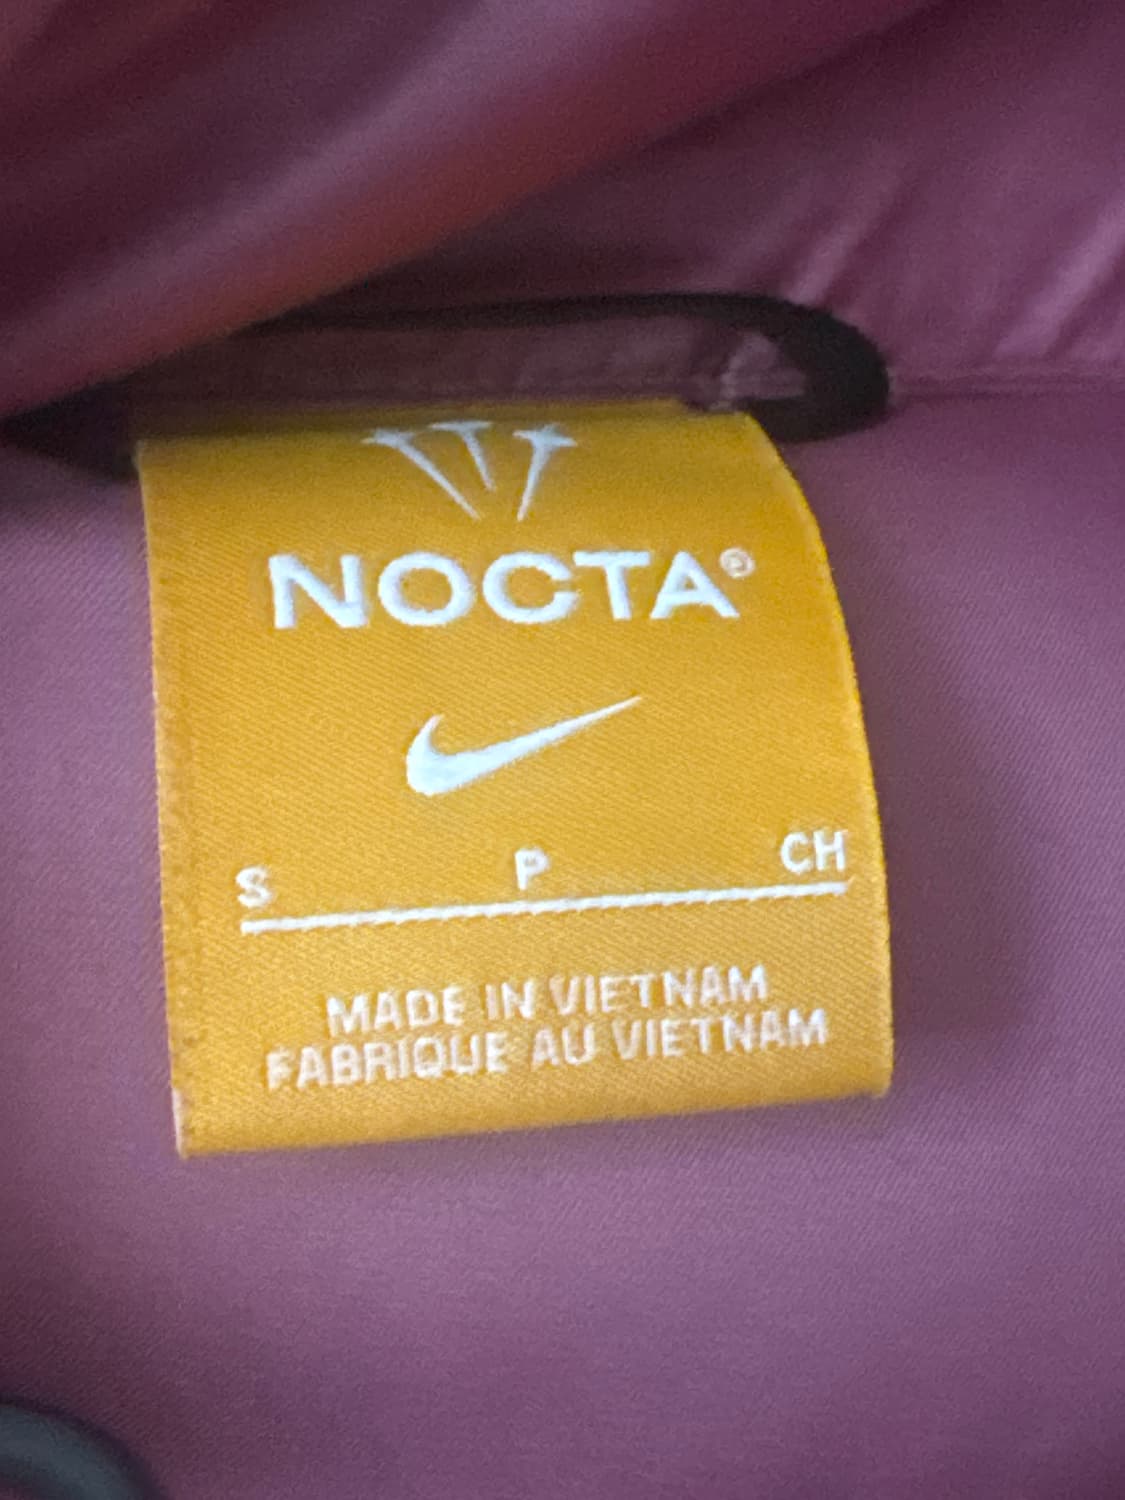 NOCTA®
S P CH
MADE IN VIETNAM
FABRIQUE AU VIETNAM